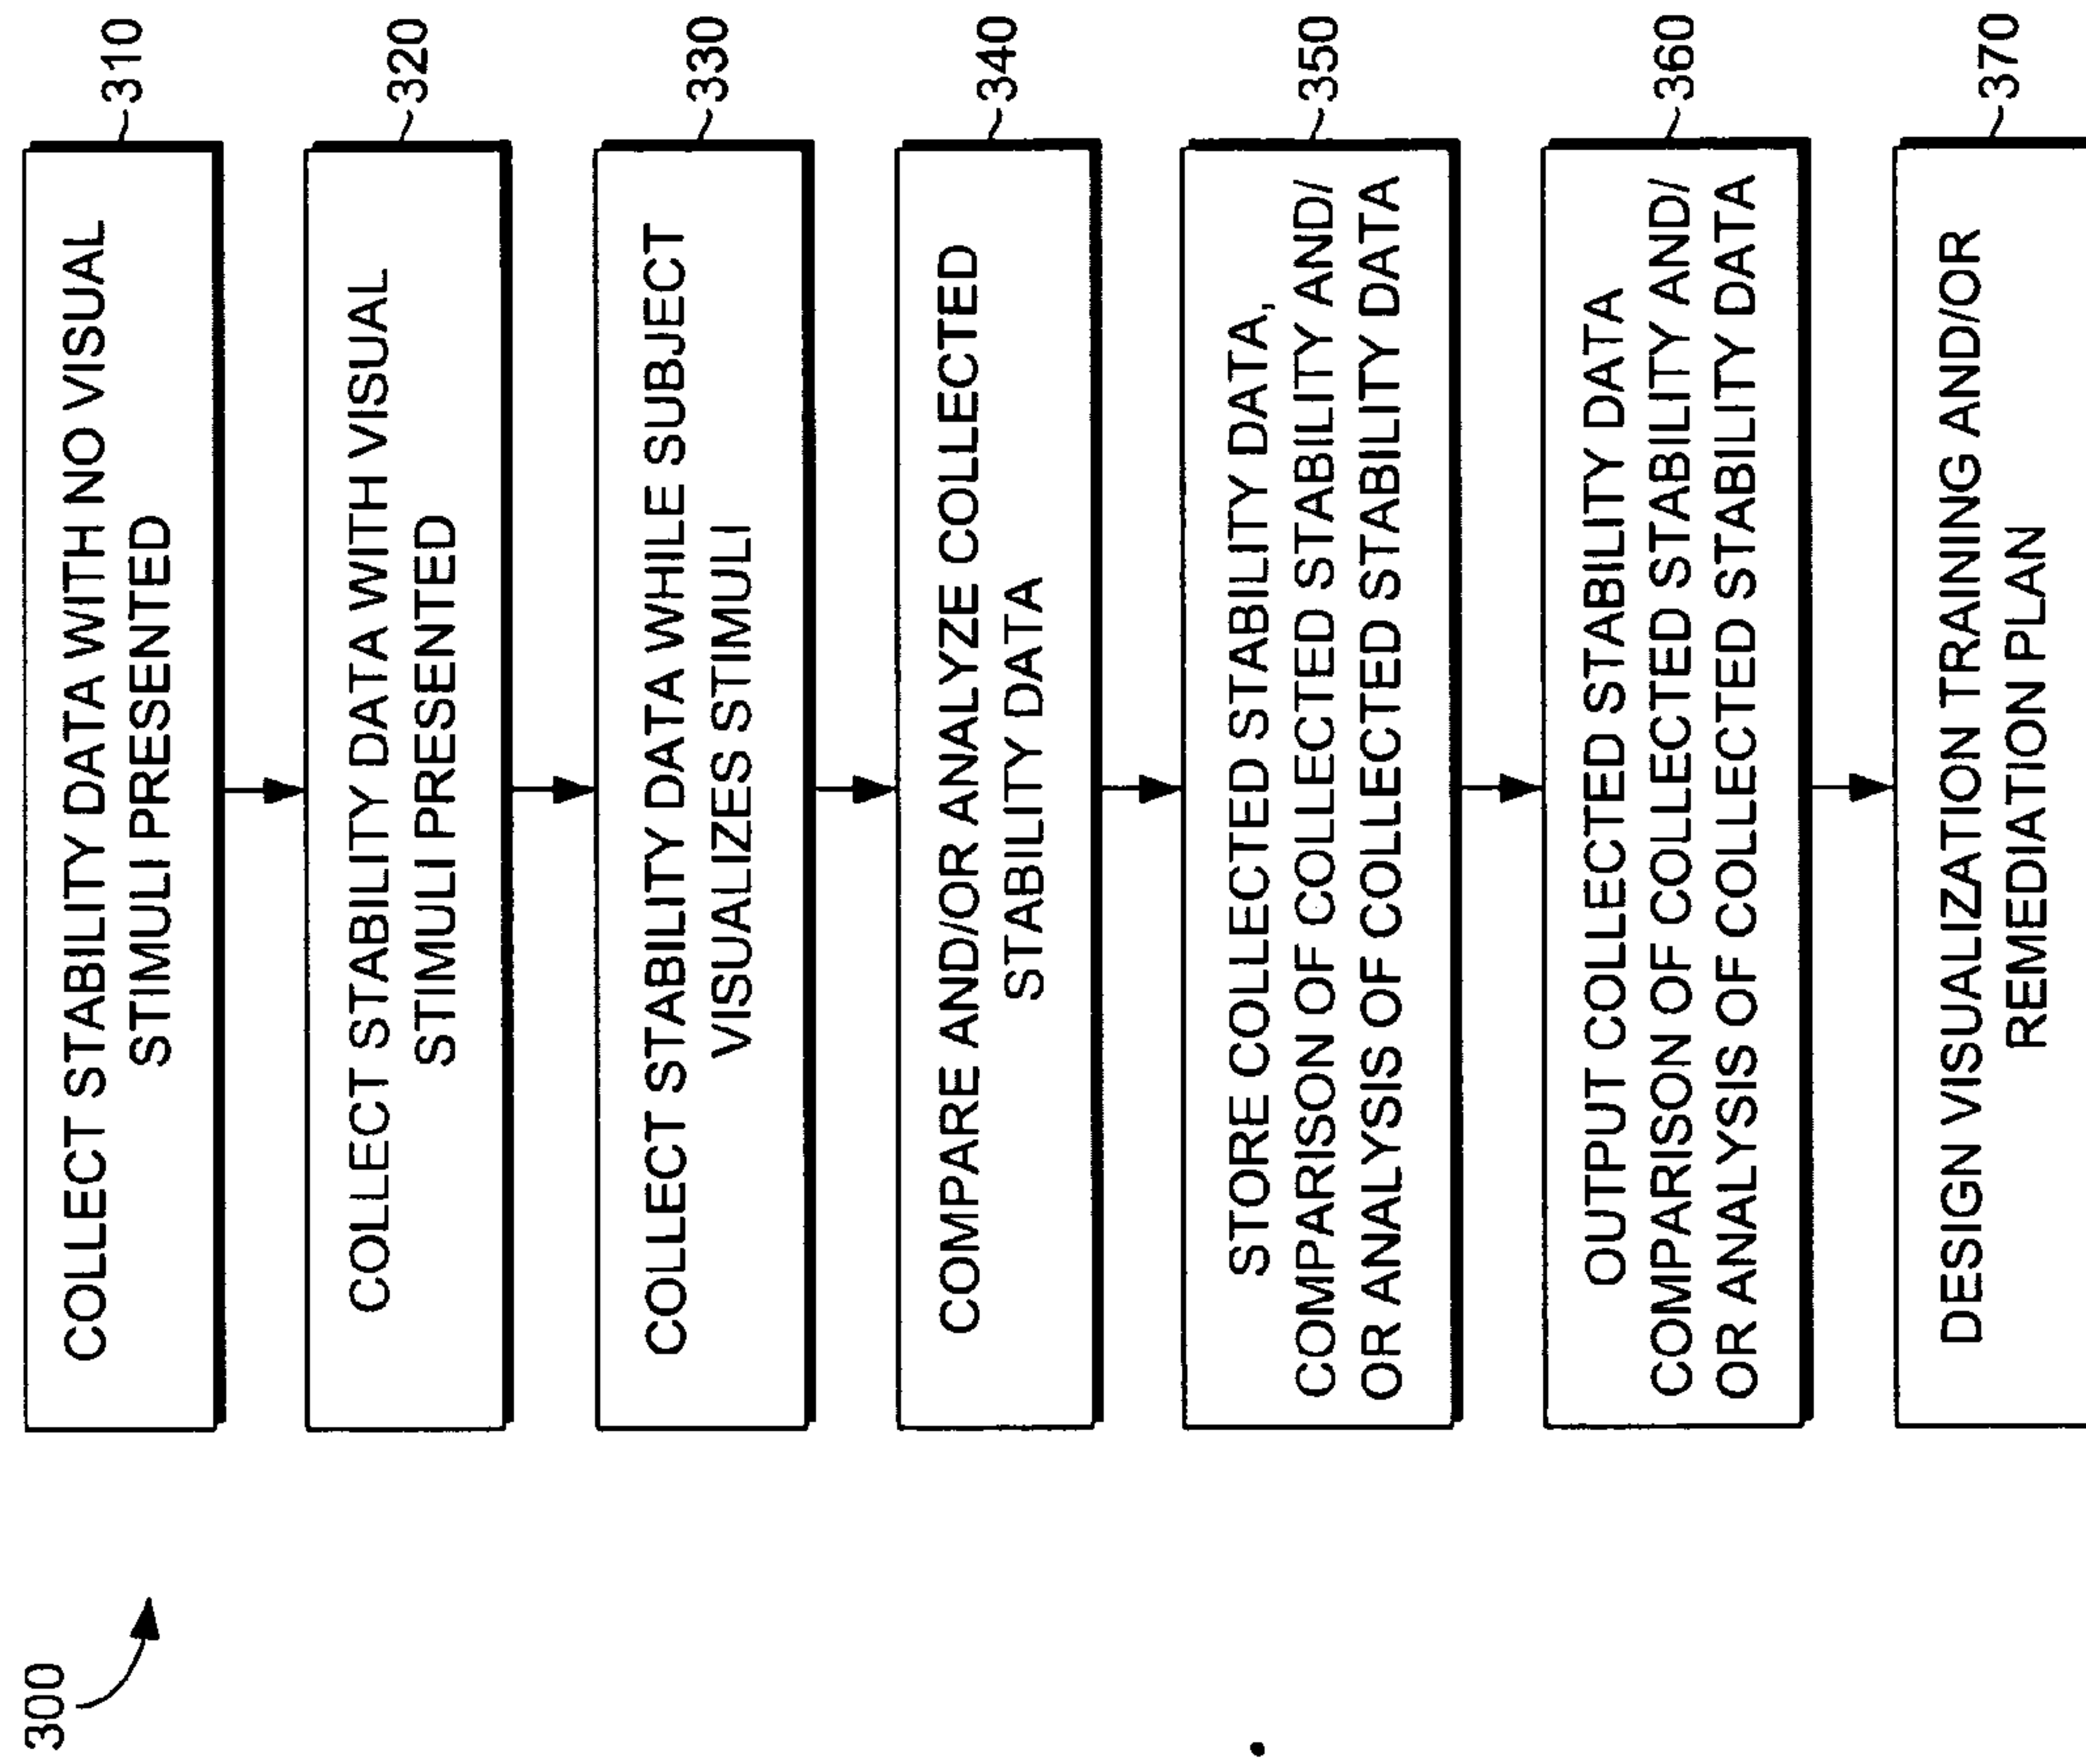 300
COLLECT STABILITY DATA WITH NO VISUAL
STIMULI PRESENTED
310
COLLECT STABILITY DATA WITH VISUAL
STIMULI PRESENTED
320
COLLECT STABILITY DATA WHILE SUBJECT
VISUALIZES STIMULI
330
COMPARE AND/OR ANALYZE COLLECTED
STABILITY DATA
340
STORE COLLECTED STABILITY DATA,
COMPARISON OF COLLECTED STABILITY AND/
OR ANALYSIS OF COLLECTED STABILITY DATA
350
OUTPUT COLLECTED STABILITY DATA
COMPARISON OF COLLECTED STABILITY AND/
OR ANALYSIS OF COLLECTED STABILITY DATA
360
DESIGN VISUALIZATION TRAINING AND/OR
REMEDIATION PLAN
370